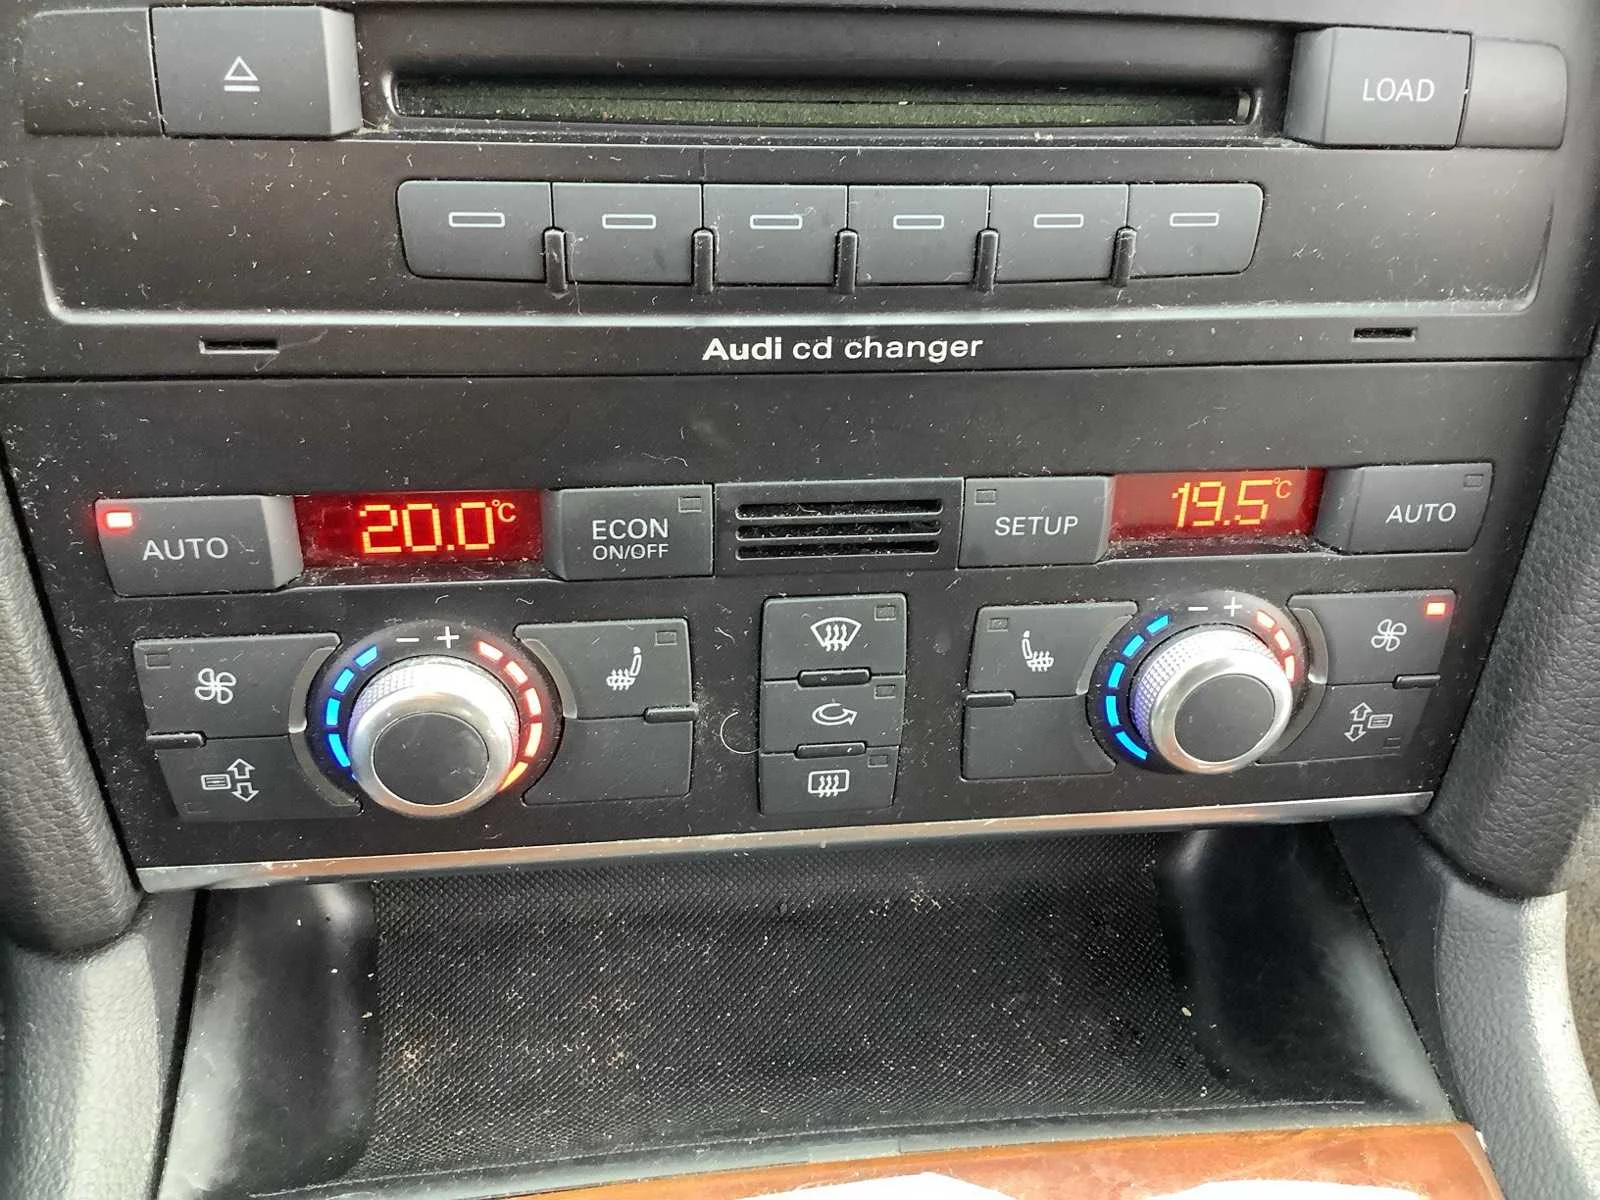 LOAD
Audi cd changer
AUTO
20.0°C
ECON
ON/OFF
SETUP
19.5°C
AUTO
− +
− +